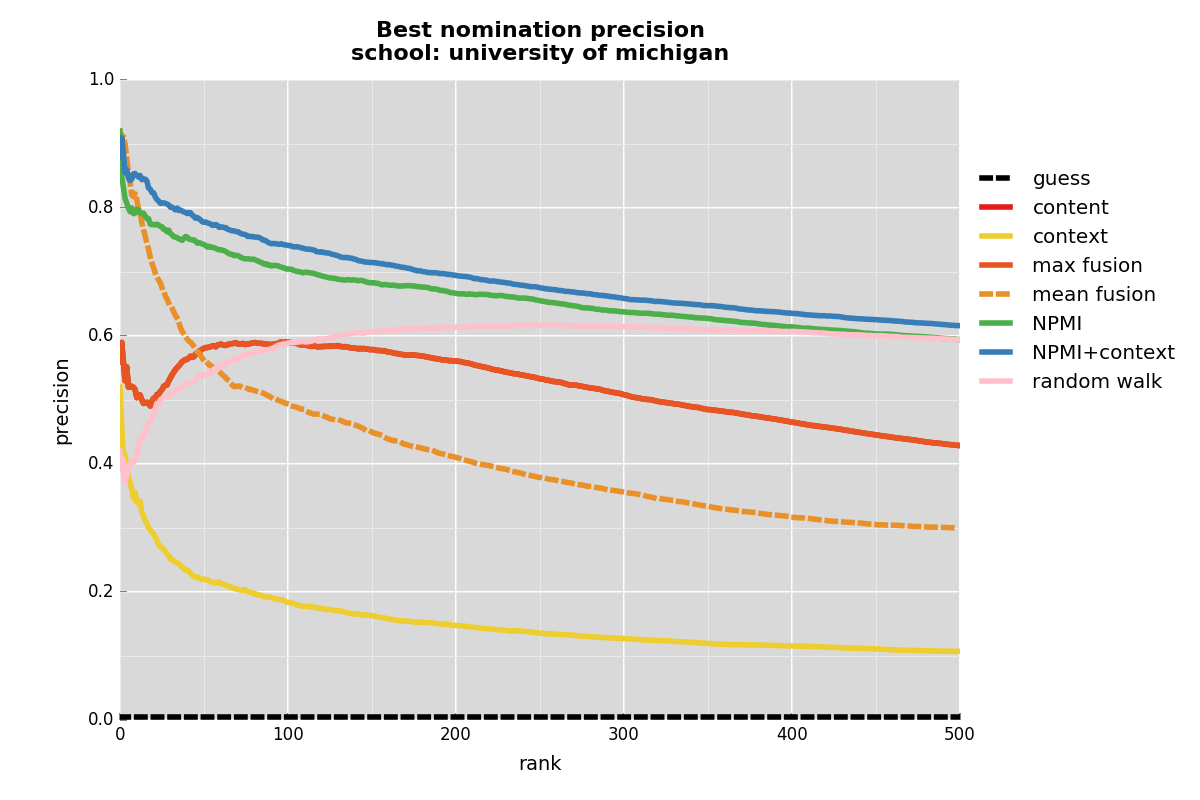 Best nomination precision
school: university of michigan
1.0
0.8
0.6
0.4
0.2
0.0
precision
0
100
200
300
400
500
rank
guess
content
context
max fusion
mean fusion
NPMI
NPMI+context
random walk